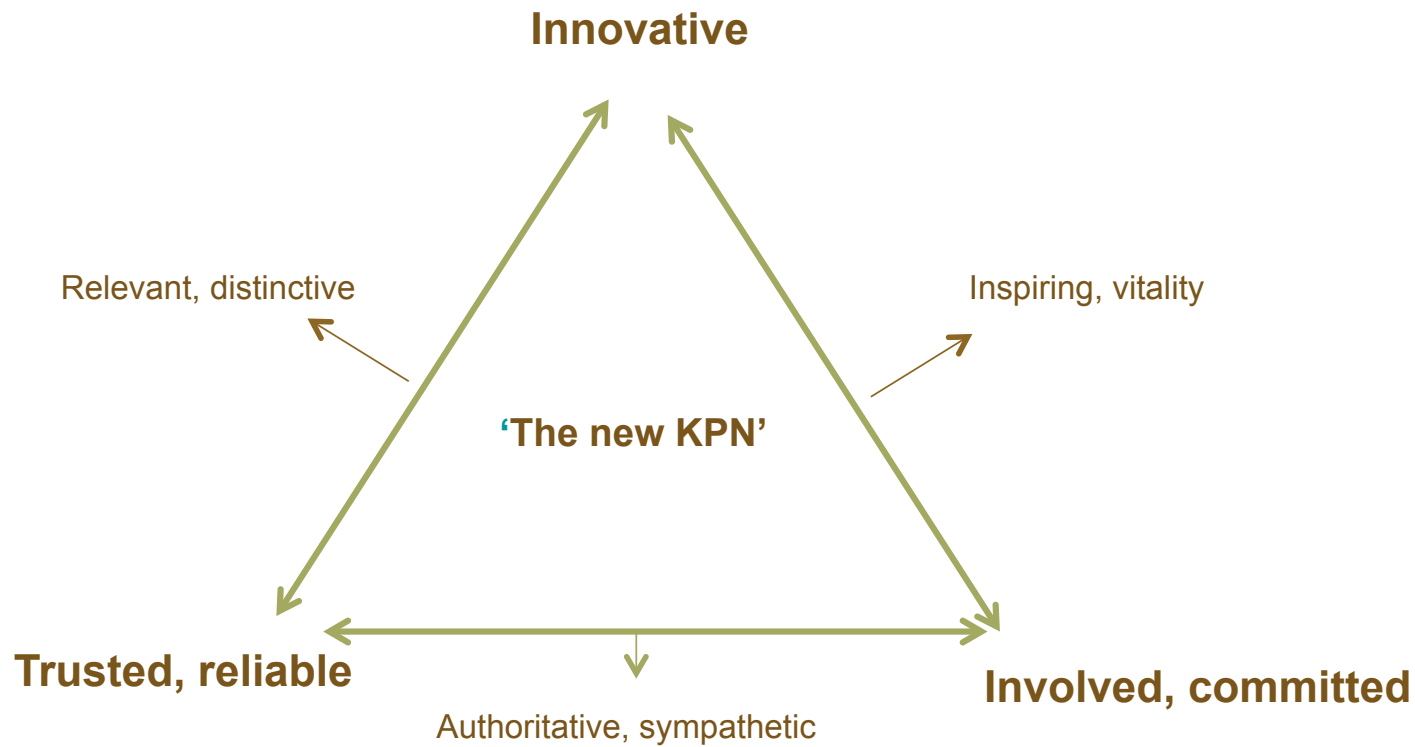 Innovative
Relevant, distinctive
Inspiring, vitality
‘The new KPN’
Trusted, reliable
Involved, committed
Authoritative, sympathetic